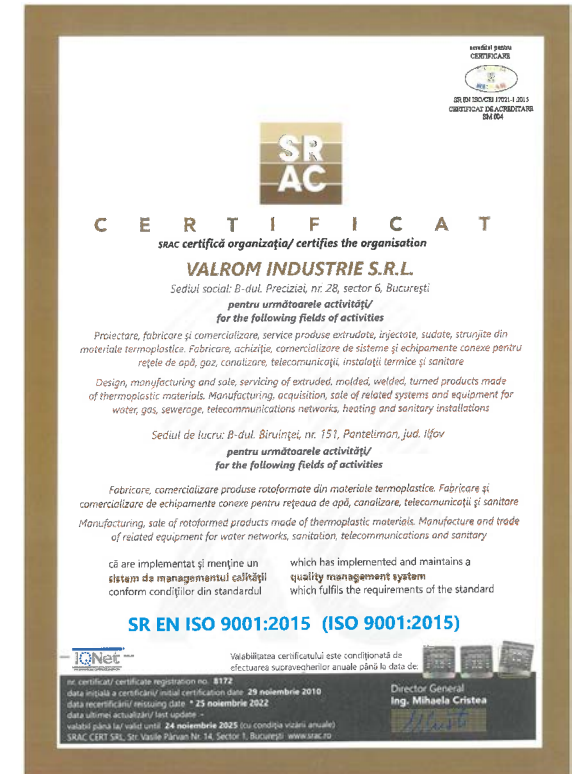 acreditat pentru
CERTIFICARE
SR EN ISO/CEI 17021-1:2015
CERTIFICAT DE ACREDITARE
SM 004
SR
AC
CERTIFICAT
SRAC certifică organizația/ certifies the organisation
VALROM INDUSTRIE S.R.L.
Sediul social: B-dul. Preciziei, nr. 28, sector 6, București
pentru următoarele activități/
for the following fields of activities
Proiectare, fabricare și comercializare, service produse extrudate, injectate, sudate, strunjite din
materiale termoplastice. Fabricare, achiziție, comercializare de sisteme și echipamente conexe pentru
rețele de apă, gaz, canalizare, telecomunicații, instalații termice și sanitare
Design, manufacturing and sale, servicing of extruded, molded, welded, turned products made
of thermoplastic materials. Manufacturing, acquisition, sale of related systems and equipment for
water, gas, sewerage, telecommunications networks, heating and sanitary installations
Sediul de lucru: B-dul. Biruinței, nr. 151, Pantelimon, jud. Ilfov
pentru următoarele activități/
for the following fields of activities
Fabricare, comercializare produse rotoformate din materiale termoplastice. Fabricare și
comercializare de echipamente conexe pentru rețeaua de apă, canalizare, telecomunicații și sanitare
Manufacturing, sale of rotoformed products made of thermoplastic materials. Manufacture and trade
of related equipment for water networks, sanitation, telecommunications and sanitary
că are implementat și menține un
sistem de managementul calității
conform condițiilor din standardul
which has implemented and maintains a
quality management system
which fulfils the requirements of the standard
SR EN ISO 9001:2015 (ISO 9001:2015)
IQNet
Valabilitatea certificatului este condiționată de
efectuarea supravegherilor anuale până la data de:
nr. certificat/ certificate registration no. 8172
data inițială a certificării/ initial certification date 29 noiembrie 2010
data recertificării/ reissuing date * 25 noiembrie 2022
data ultimei actualizări/ last update –
valabil până la/ valid until 24 noiembrie 2025 (cu condiția vizării anuale)
SRAC CERT SRL, Str. Vasile Pârvan Nr. 14, Sector 1, București www.srac.ro
Director General
Ing. Mihaela Cristea